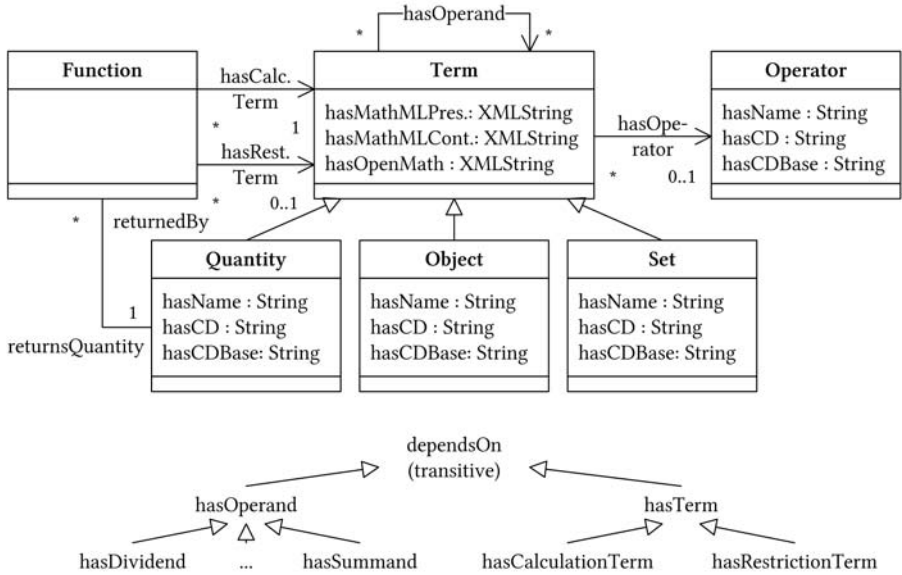 hasOperand
* *
Function
hasCalc.
Term
* 1
hasRest.
Term
* 0..1
Term
hasMathMLPres.: XMLString
hasMathMLCont.: XMLString
hasOpenMath : XMLString
hasOpe-
rator
* 0..1
Operator
hasName : String
hasCD : String
hasCDBase : String
* returnedBy
1
returnsQuantity
Quantity
hasName : String
hasCD : String
hasCDBase: String
Object
hasName : String
hasCD : String
hasCDBase: String
Set
hasName : String
hasCD : String
hasCDBase: String
dependsOn
(transitive)
hasOperand hasTerm
hasDividend ... hasSummand hasCalculationTerm hasRestrictionTerm